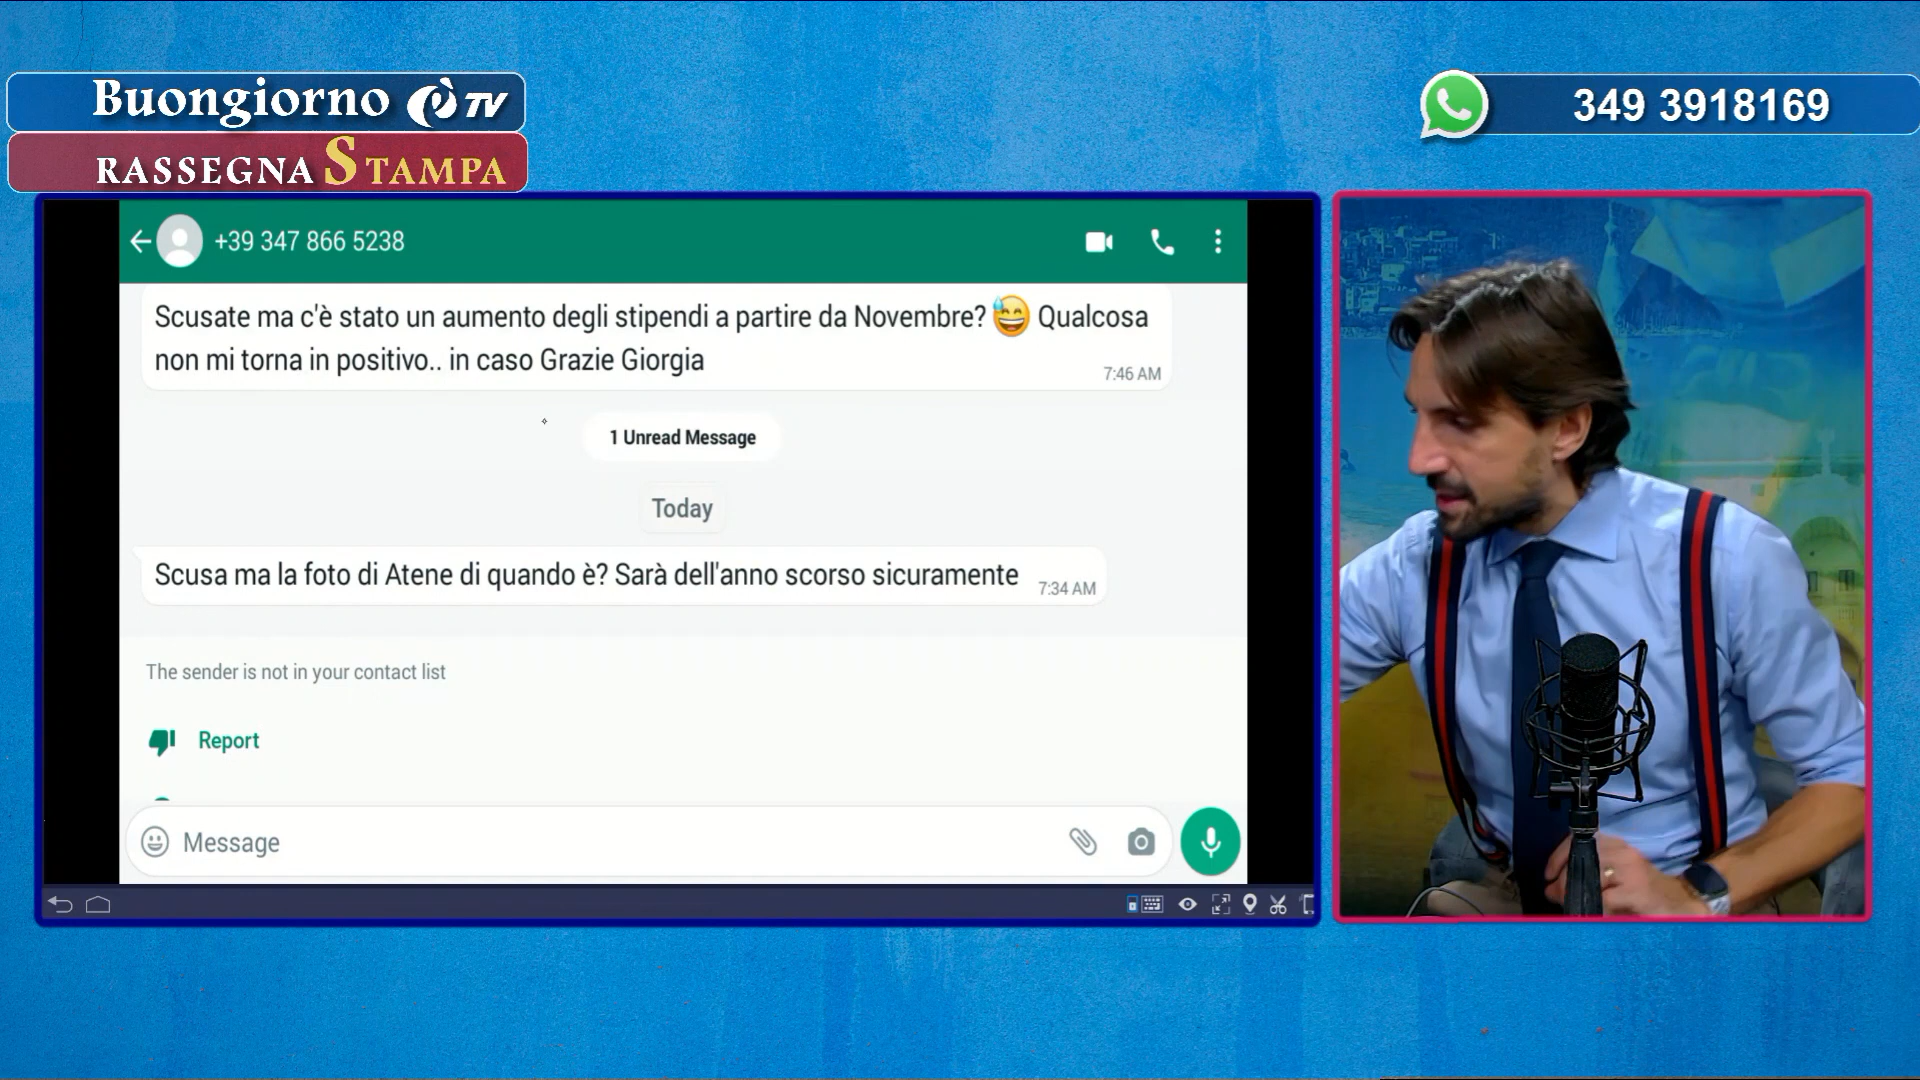 Buongiorno è TV
RASSEGNA STAMPA
349 3918169
+39 347 866 5238
Scusate ma c'è stato un aumento degli stipendi a partire da Novembre? 😅 Qualcosa
non mi torna in positivo.. in caso Grazie Giorgia
7:46 AM
1 Unread Message
Today
Scusa ma la foto di Atene di quando è? Sarà dell'anno scorso sicuramente
7:34 AM
The sender is not in your contact list
Report
Message